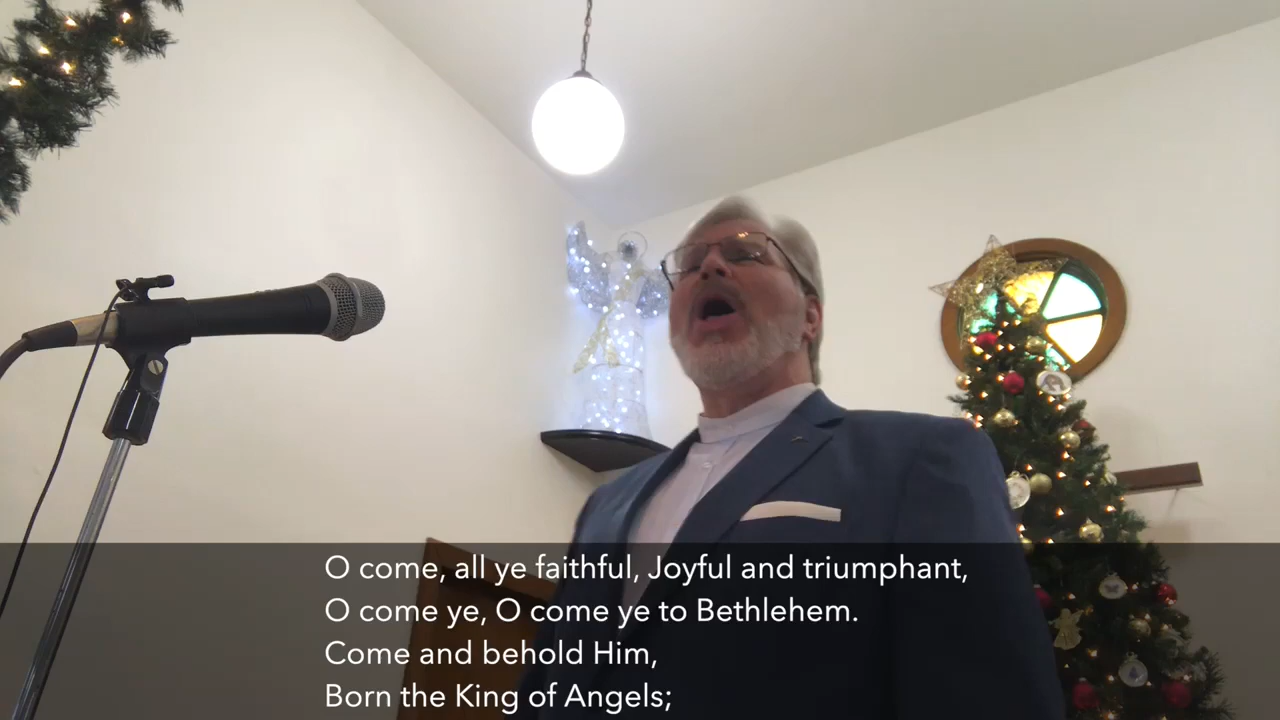 O come, all ye faithful, Joyful and triumphant,
O come ye, O come ye to Bethlehem.
Come and behold Him,
Born the King of Angels;